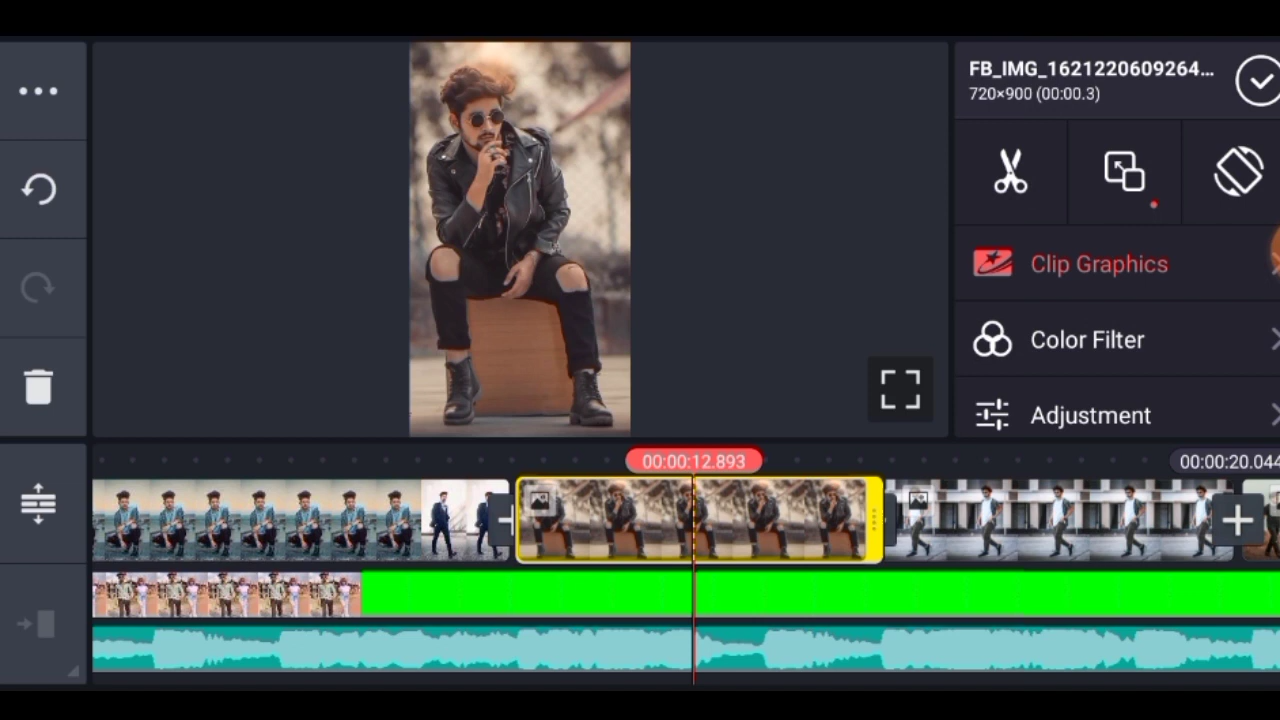 FB_IMG_1621220609264...
720×900 (00:00.3)
Clip Graphics
Color Filter
Adjustment
00:00:12.893
00:00:20.044